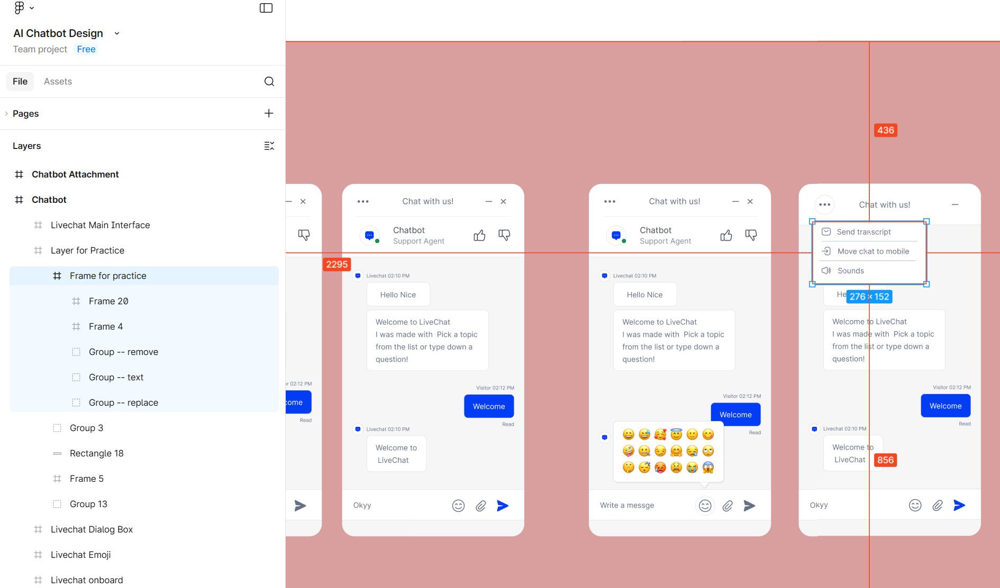 AI Chatbot Design
Team project Free
File Assets
Pages
Layers
Chatbot Attachment
Chatbot
Livechat Main Interface
Layer for Practice
Frame for practice
Frame 20
Frame 4
Group -- remove
Group -- text
Group -- replace
Group 3
Rectangle 18
Frame 5
Group 13
Livechat Dialog Box
Livechat Emoji
Livechat onboard
or 02:12 PM
come
Read
2295
Chat with us!
Chatbot
Support Agent
Livechat 02:10 PM
Hello Nice
Welcome to LiveChat
I was made with Pick a topic
from the list or type down a
question!
Visitor 02:12 PM
Welcome
Read
Livechat 02:10 PM
Welcome to
LiveChat
Okyy
Chat with us!
Chatbot
Support Agent
Livechat 02:10 PM
Hello Nice
Welcome to LiveChat
I was made with Pick a topic
from the list or type down a
question!
Visitor 02:12 PM
Welcome
Read
Write a messge
436
Chat with us!
Send transcript
Move chat to mobile
Sounds
He
276 × 152
Welcome to LiveChat
I was made with Pick a topic
from the list or type down a
question!
Visitor 02:12 PM
Welcome
Read
Livechat 02:10 PM
Welcome to
LiveChat
856
Okyy